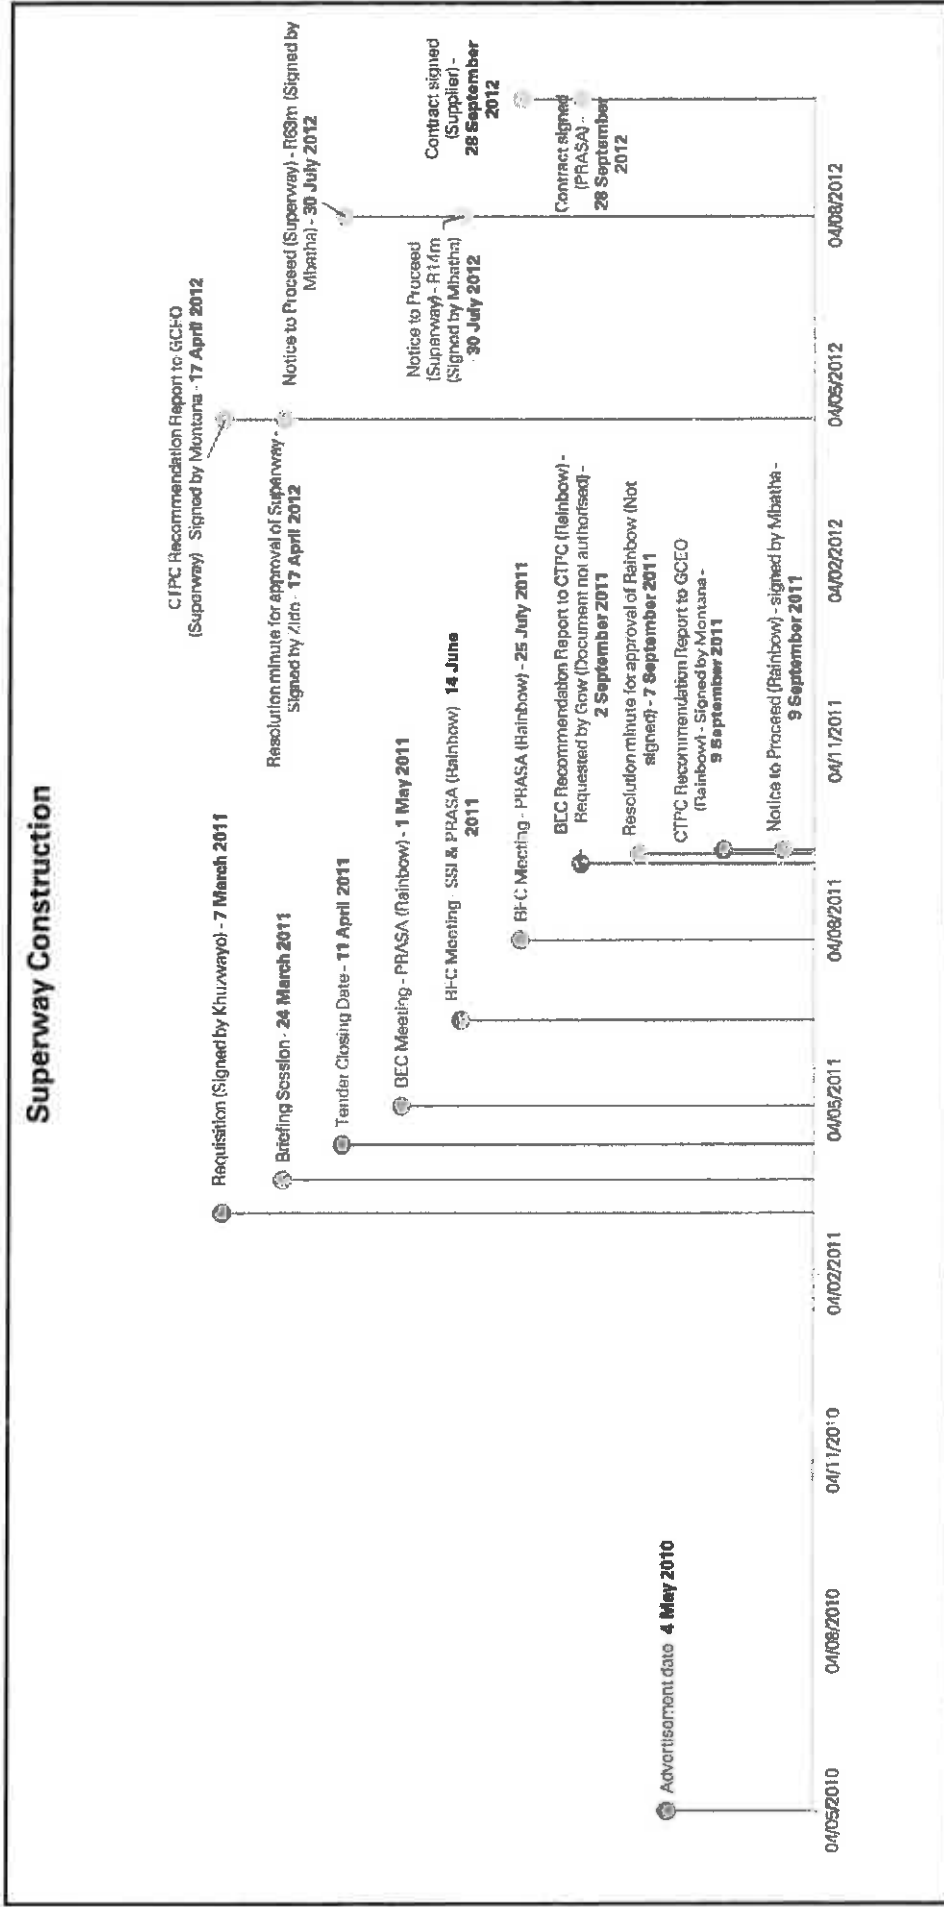 Superway Construction
Advertisement date 4 May 2010
Requisition (Signed by Khuzwayo) - 7 March 2011
Briefing Session - 24 March 2011
Tender Closing Date - 11 April 2011
BEC Meeting - PRASA (Rainbow) - 1 May 2011
BEC Meeting - SSI & PRASA (Rainbow) 14 June
2011
BEC Meeting - PRASA (Rainbow) - 25 July 2011
BEC Recommendation Report to CTPC (Rainbow) -
Requested by Gow (Document not authorised) -
2 September 2011
Resolution minute for approval of Rainbow (Not
signed) - 7 September 2011
CTPC Recommendation Report to GCEO
(Rainbow) - Signed by Montana -
9 September 2011
Notice to Proceed (Rainbow) - signed by Mbatha -
9 September 2011
CTPC Recommendation Report to GCEO
(Superway) Signed by Montana - 17 April 2012
Resolution minute for approval of Superway -
Signed by - 17 April 2012
Notice to Proceed (Superway) - R63m (Signed by
Mbatha) - 30 July 2012
Notice to Proceed
(Superway) - R14m
(Signed by Mbatha)
- 30 July 2012
Contract signed
(Supplier) -
28 September
2012
Contract signed
(PRASA) -
28 September
2012
04/05/2010
04/08/2010
04/11/2010
04/02/2011
04/05/2011
04/08/2011
04/11/2011
04/02/2012
04/05/2012
04/08/2012